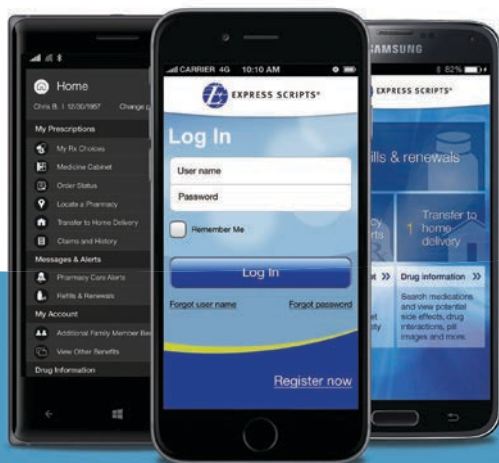 Home
Chris B. | 12/30/1957 Change
My Prescriptions
My Rx Choices
Medicine Cabinet
Order Status
Locate a Pharmacy
Transfer to Home Delivery
Claims and History
Messages & Alerts
Pharmacy Care Alerts
Refills & Renewals
My Account
Additional Family Member
View Other Benefits
Drug Information
CARRIER 4G 10:10 AM
EXPRESS SCRIPTS®
Log In
User name
Password
Remember Me
Log In
Forgot user name Forgot password
Register now
SAMSUNG
82%
EXPRESS SCRIPTS®
ills & renewals
1 Transfer to
home
delivery
Drug information »
Search medications
and view potential
side effects, drug
interactions, pill
images and more.